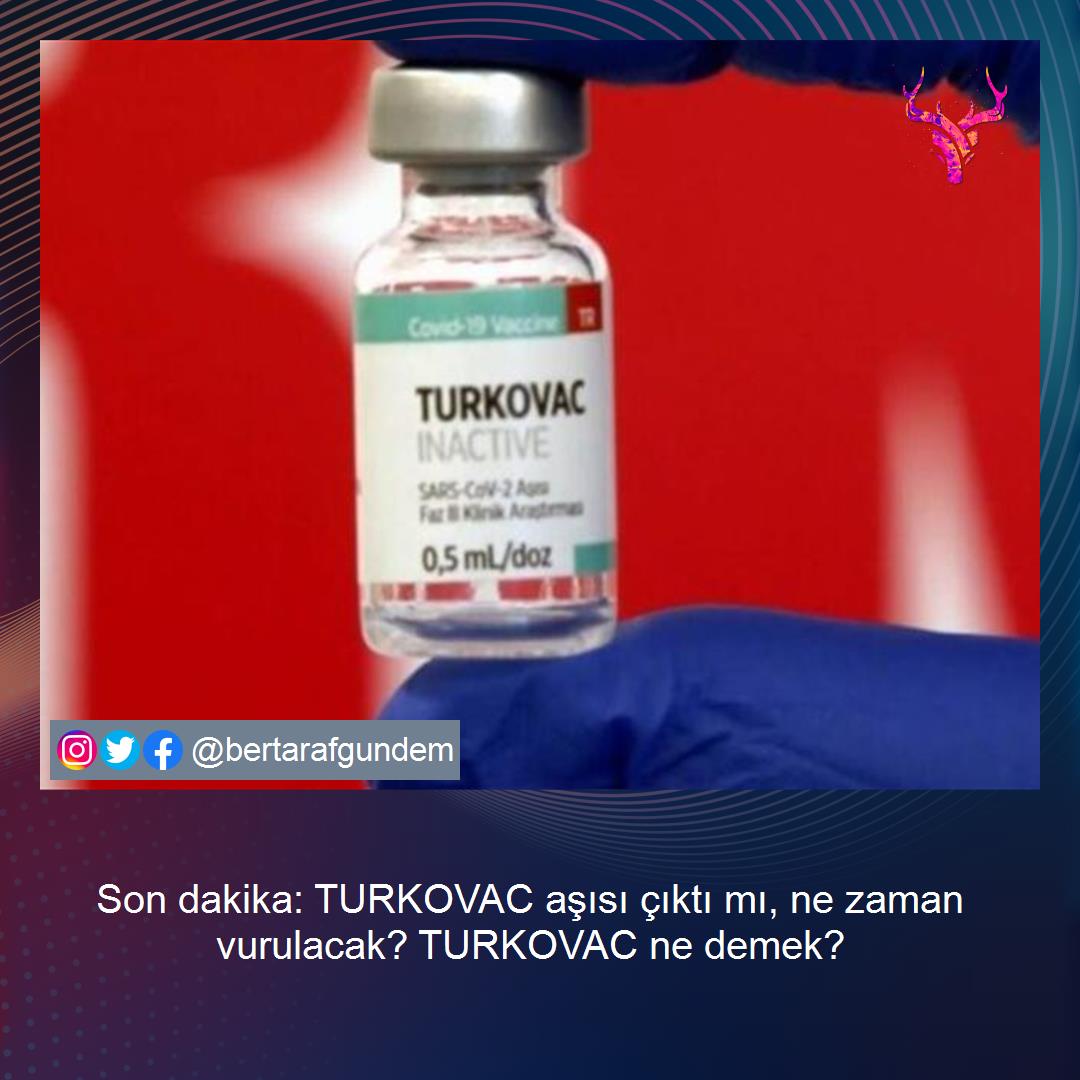 Covid-19 Vaccine TR
TURKOVAC
INACTIVE
SARS-CoV-2 Aşısı
Faz III Klinik Araştırması
0,5 mL/doz
@bertarafgundem
Son dakika: TURKOVAC aşısı çıktı mı, ne zaman
vurulacak? TURKOVAC ne demek?